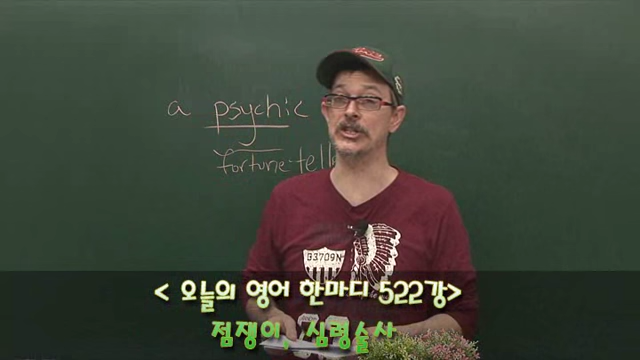 a psychic
fortune-tell
B3709N
< 오늘의 영어 한마디 522강>
점쟁이, 심령술사